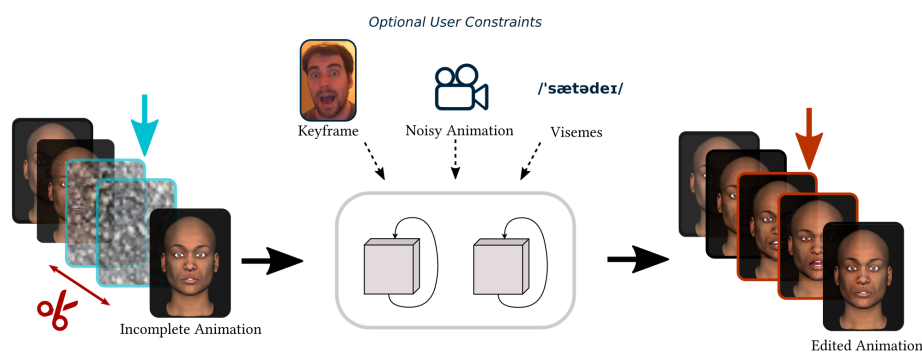 Optional User Constraints
/'sætədeɪ/
Keyframe
Noisy Animation
Visemes
Incomplete Animation
Edited Animation